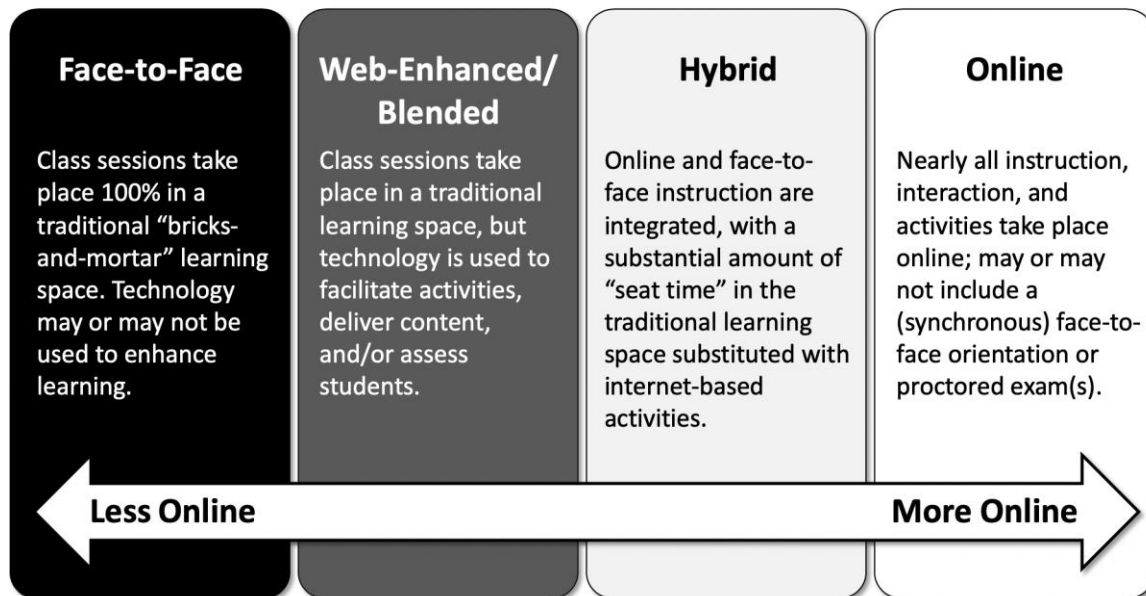 Face-to-Face
Class sessions take
place 100% in a
traditional “bricks-
and-mortar” learning
space. Technology
may or may not be
used to enhance
learning.
Web-Enhanced/
Blended
Class sessions take
place in a traditional
learning space, but
technology is used to
facilitate activities,
deliver content,
and/or assess
students.
Hybrid
Online and face-to-
face instruction are
integrated, with a
substantial amount of
“seat time” in the
traditional learning
space substituted with
internet-based
activities.
Online
Nearly all instruction,
interaction, and
activities take place
online; may or may
not include a
(synchronous) face-to-
face orientation or
proctored exam(s).
Less Online
More Online